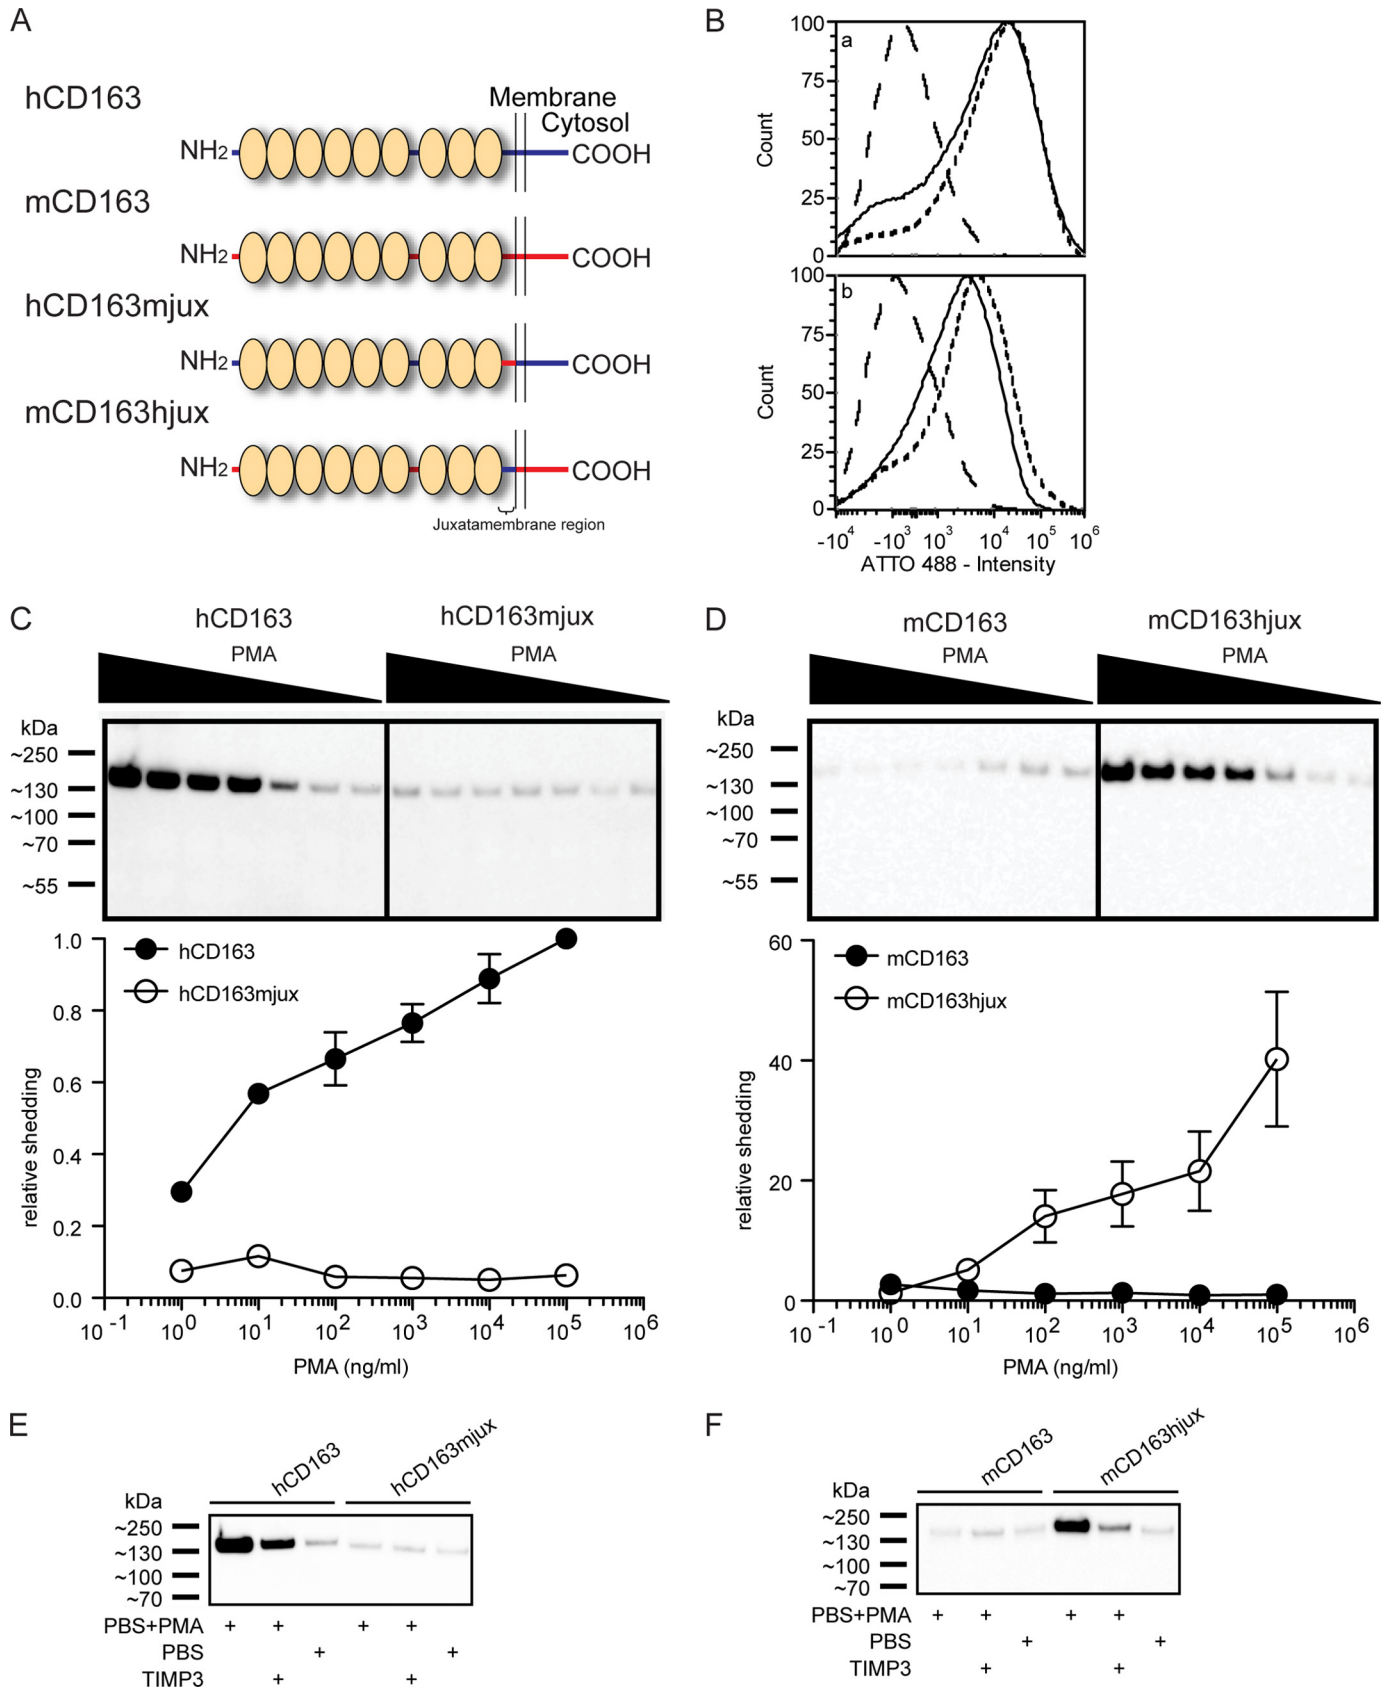 A
hCD163
Membrane
Cytosol
NH2
COOH
mCD163
NH2
COOH
hCD163mjux
NH2
COOH
mCD163hjux
NH2
COOH
Juxatamembrane region
B
a
100
75
50
25
0
Count
b
100
75
50
25
0
Count
-10^4 -10^3 10^3 10^4 10^5 10^6
ATTO 488 - Intensity
C
hCD163 hCD163mjux
PMA PMA
kDa
~250
~130
~100
~70
~55
hCD163
hCD163mjux
1.0
0.8
0.6
0.4
0.2
0.0
relative shedding
10^-1 10^0 10^1 10^2 10^3 10^4 10^5 10^6
PMA (ng/ml)
D
mCD163 mCD163hjux
PMA PMA
kDa
~250
~130
~100
~70
~55
mCD163
mCD163hjux
60
40
20
0
relative shedding
10^-1 10^0 10^1 10^2 10^3 10^4 10^5 10^6
PMA (ng/ml)
E
hCD163 hCD163mjux
kDa
~250
~130
~100
~70
PBS+PMA + + + +
PBS + +
TIMP3 + +
F
mCD163 mCD163hjux
kDa
~250
~130
~100
~70
PBS+PMA + + + +
PBS + +
TIMP3 + +